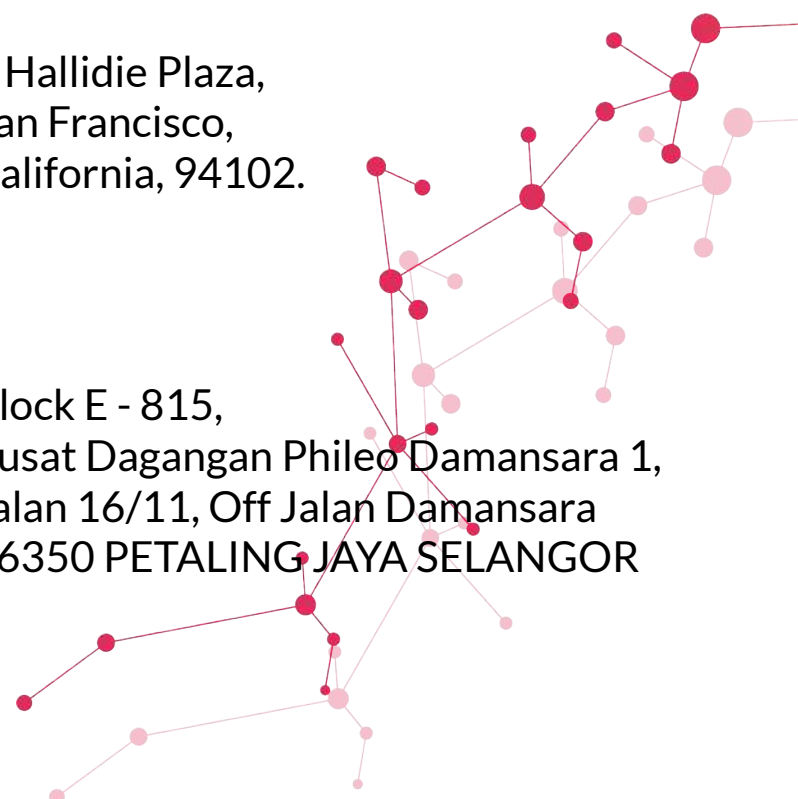 Hallidie Plaza,
an Francisco,
alifornia, 94102.
lock E - 815,
usat Dagangan Phileo Damansara 1,
alan 16/11, Off Jalan Damansara
6350 PETALING JAYA SELANGOR